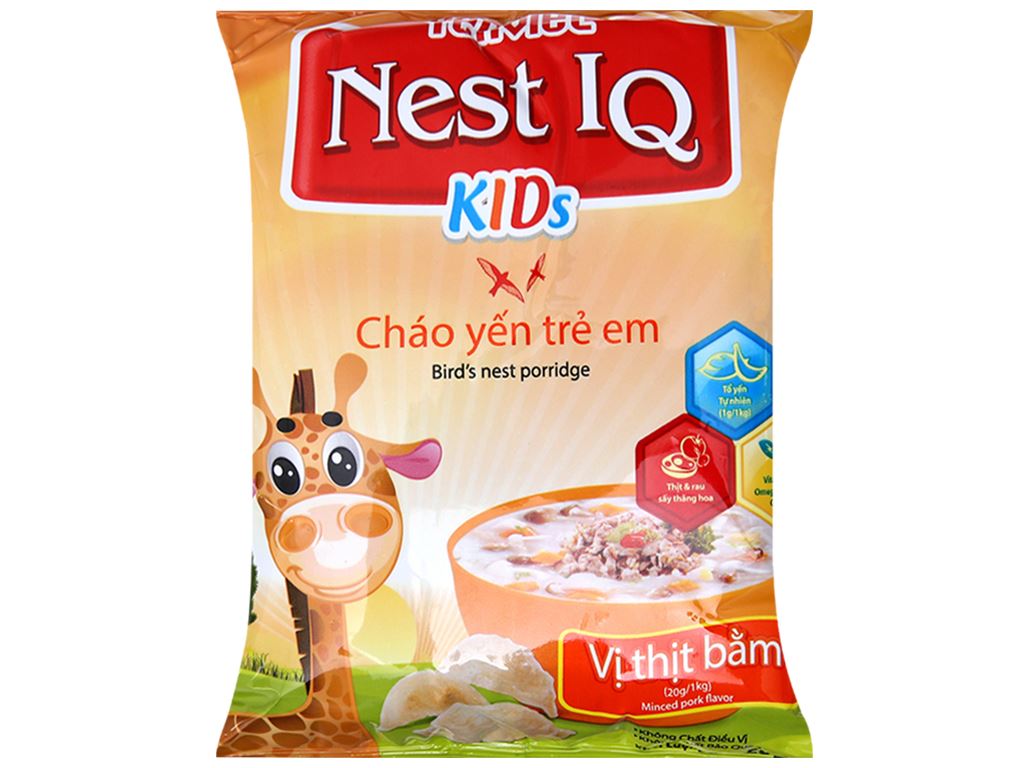 Nest IQ
KIDs
Cháo yến trẻ em
Bird's nest porridge
Tổ yến
Tự nhiên
(1g/1kg)
Thịt & rau
sấy thăng hoa
Vị thịt bằm
(20g/1kg)
Minced pork flavor
Không Chất Điều Vị